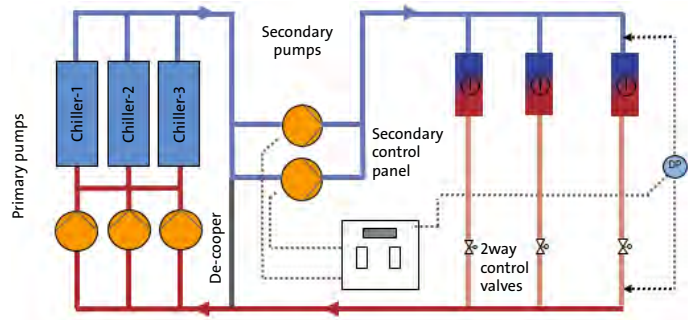 Primary pumps
Chiller-1
Chiller-2
Chiller-3
De-cooper
Secondary
pumps
Secondary
control
panel
2way
control
valves
DP